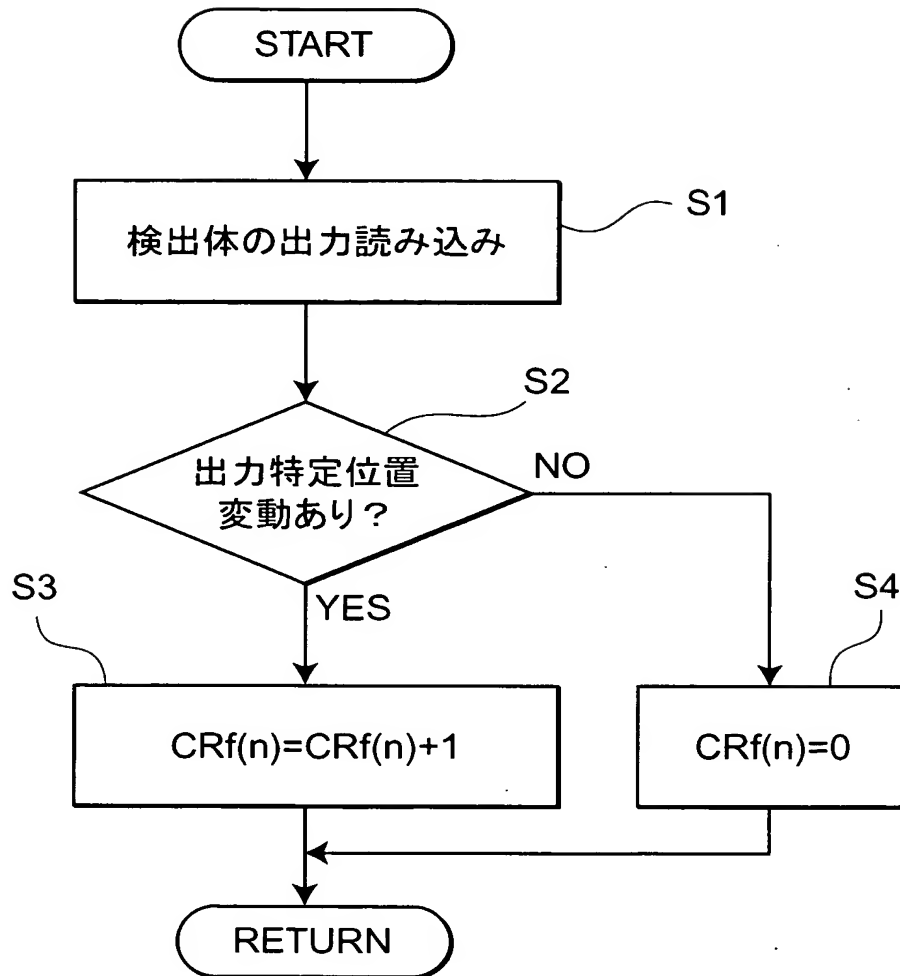 START
検出体の出力読み込み
S1
出力特定位置
変動あり？
S2
NO
YES
S3
CRf(n)=CRf(n)+1
S4
CRf(n)=0
RETURN